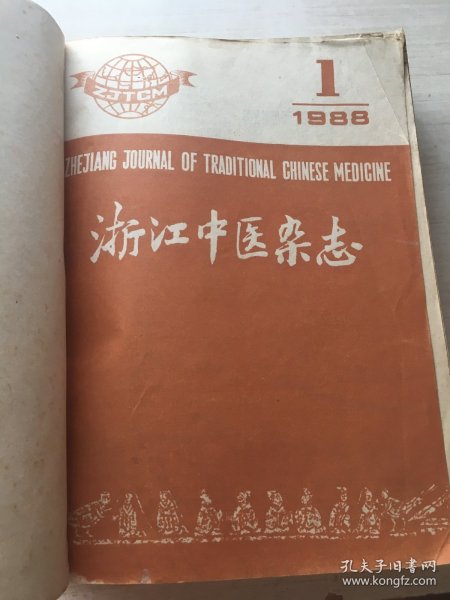 ZJTCM
1
1988
ZHEJIANG JOURNAL OF TRADITIONAL CHINESE MEDICINE
浙江中医杂志
孔夫子旧书网
www.kongfz.com